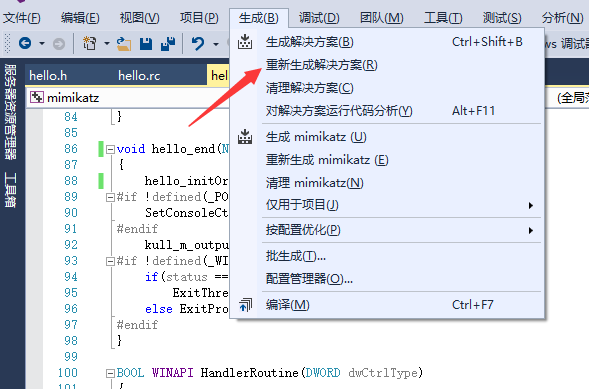 文件(F) 编辑(E) 视图(V) 项目(P) 生成(B) 调试(D) 团队(M) 工具(T) 测试(S) 分析(N)
生成解决方案(B) Ctrl+Shift+B
重新生成解决方案(R)
清理解决方案(C)
对解决方案运行代码分析(Y) Alt+F11
生成 mimikatz (U)
重新生成 mimikatz (E)
清理 mimikatz(N)
仅用于项目(J)
按配置优化(P)
批生成(T)...
配置管理器(O)...
编译(M) Ctrl+F7
ws 调试
服务器资源管理器
工具箱
hello.h hello.rc hel
mimikatz (全局
84 }
85
86 void hello_end(N
87 {
88 hello_initOr
89 #if !defined(_PO
90 SetConsoleCt
91 #endif
92 kull_m_outpu
93 #if !defined(_WI
94 if(status ==
95 ExitThre
96 else ExitPro
97 #endif
98 }
99
100 BOOL WINAPI HandlerRoutine(DWORD dwCtrlType)
101 {